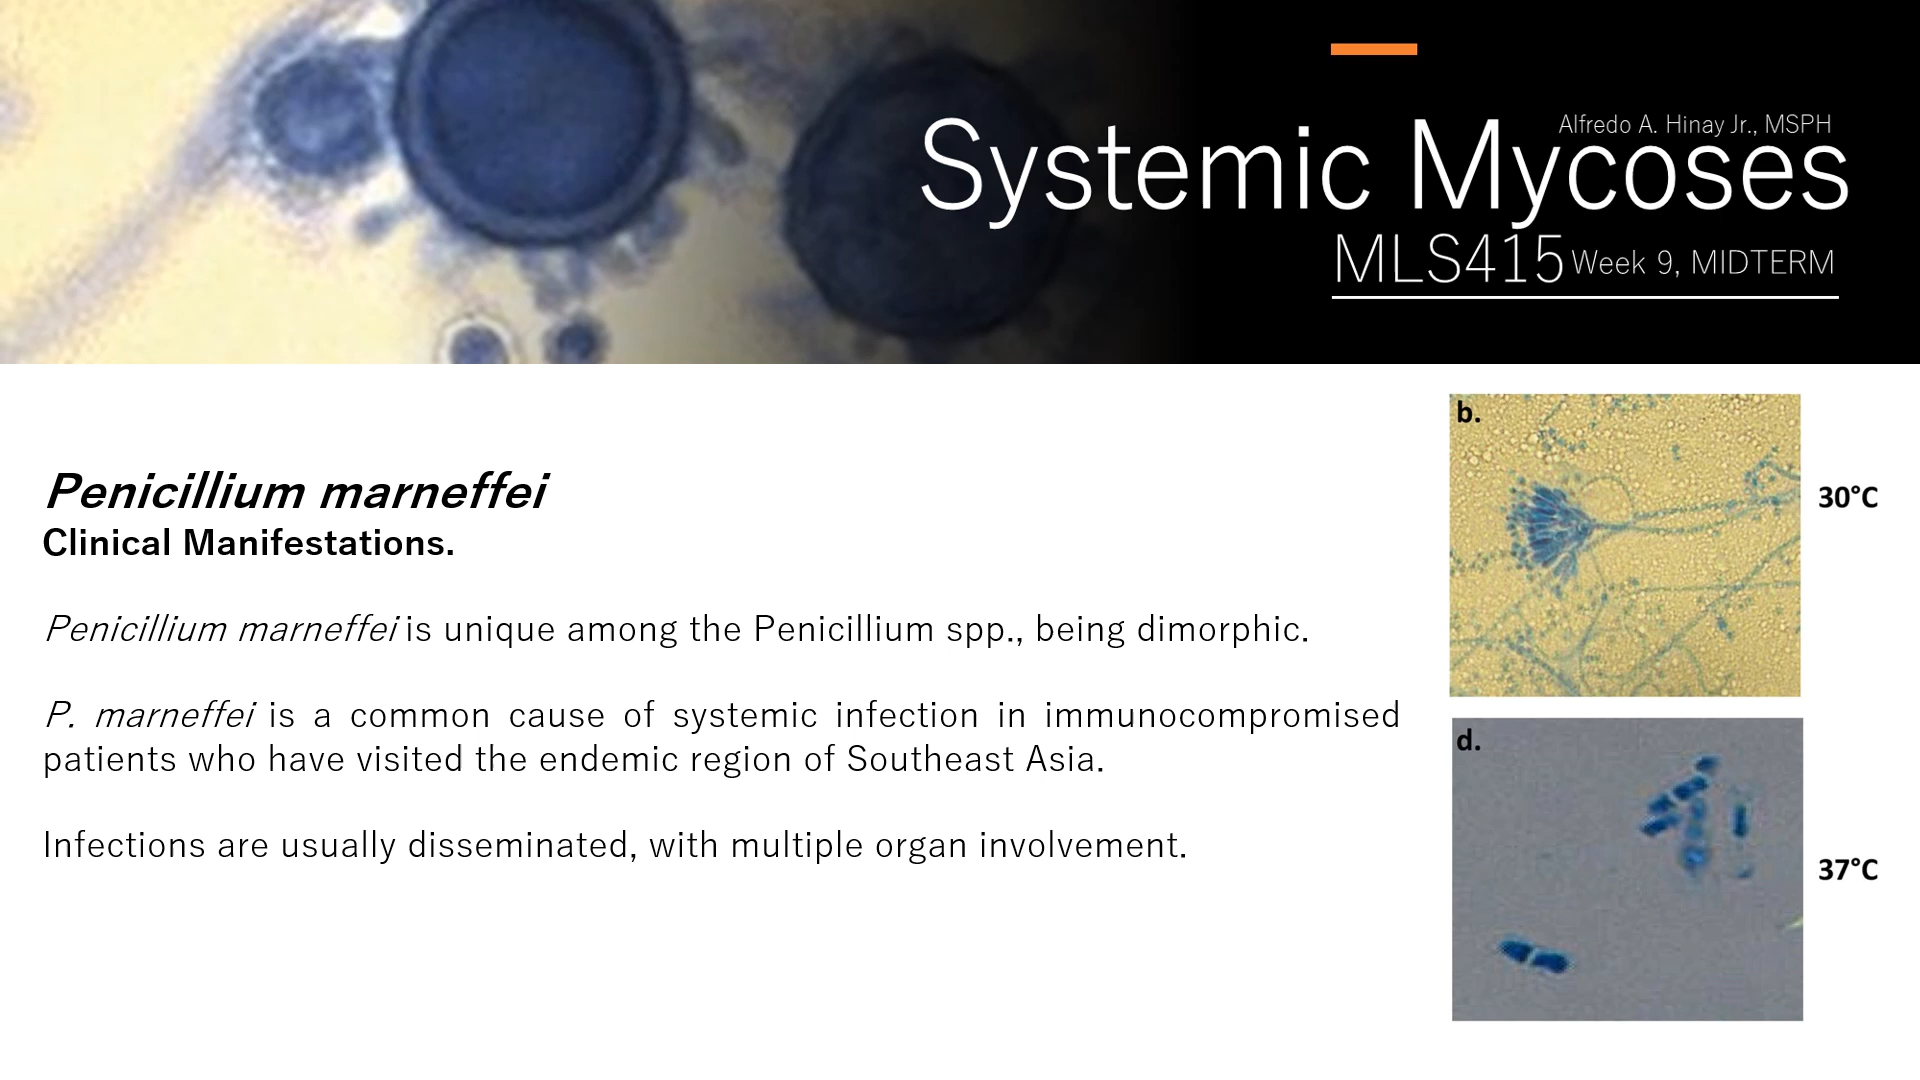 Alfredo A. Hinay Jr., MSPH
Systemic Mycoses
MLS415 Week 9, MIDTERM
Penicillium marneffei
Clinical Manifestations.
Penicillium marneffei is unique among the Penicillium spp., being dimorphic.
P. marneffei is a common cause of systemic infection in immunocompromised
patients who have visited the endemic region of Southeast Asia.
Infections are usually disseminated, with multiple organ involvement.
b.
30°C
d.
37°C